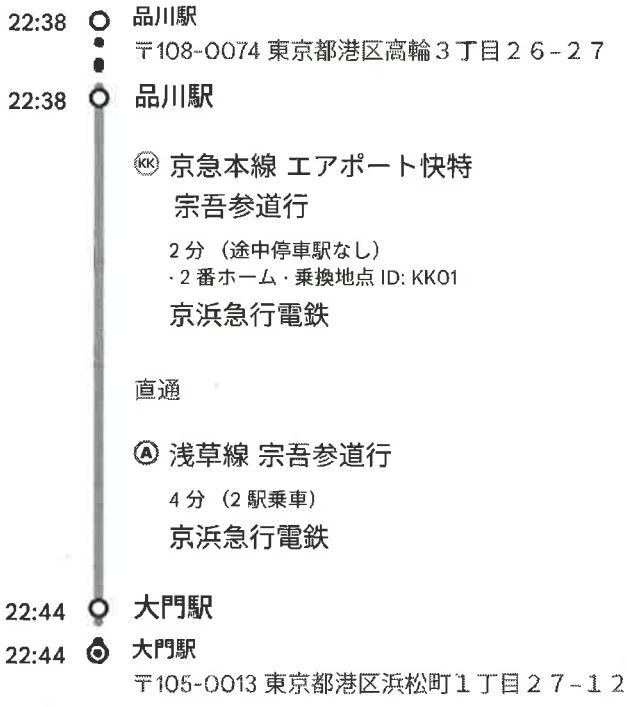 22:38 品川駅
〒108-0074 東京都港区高輪３丁目２６−２７
22:38 品川駅
KK 京急本線 エアポート快特
宗吾参道行
2 分 （途中停車駅なし）
· 2 番ホーム · 乗換地点 ID: KK01
京浜急行電鉄
直通
A 浅草線 宗吾参道行
4 分 （2 駅乗車）
京浜急行電鉄
22:44 大門駅
22:44 大門駅
〒105-0013 東京都港区浜松町１丁目２７−１２